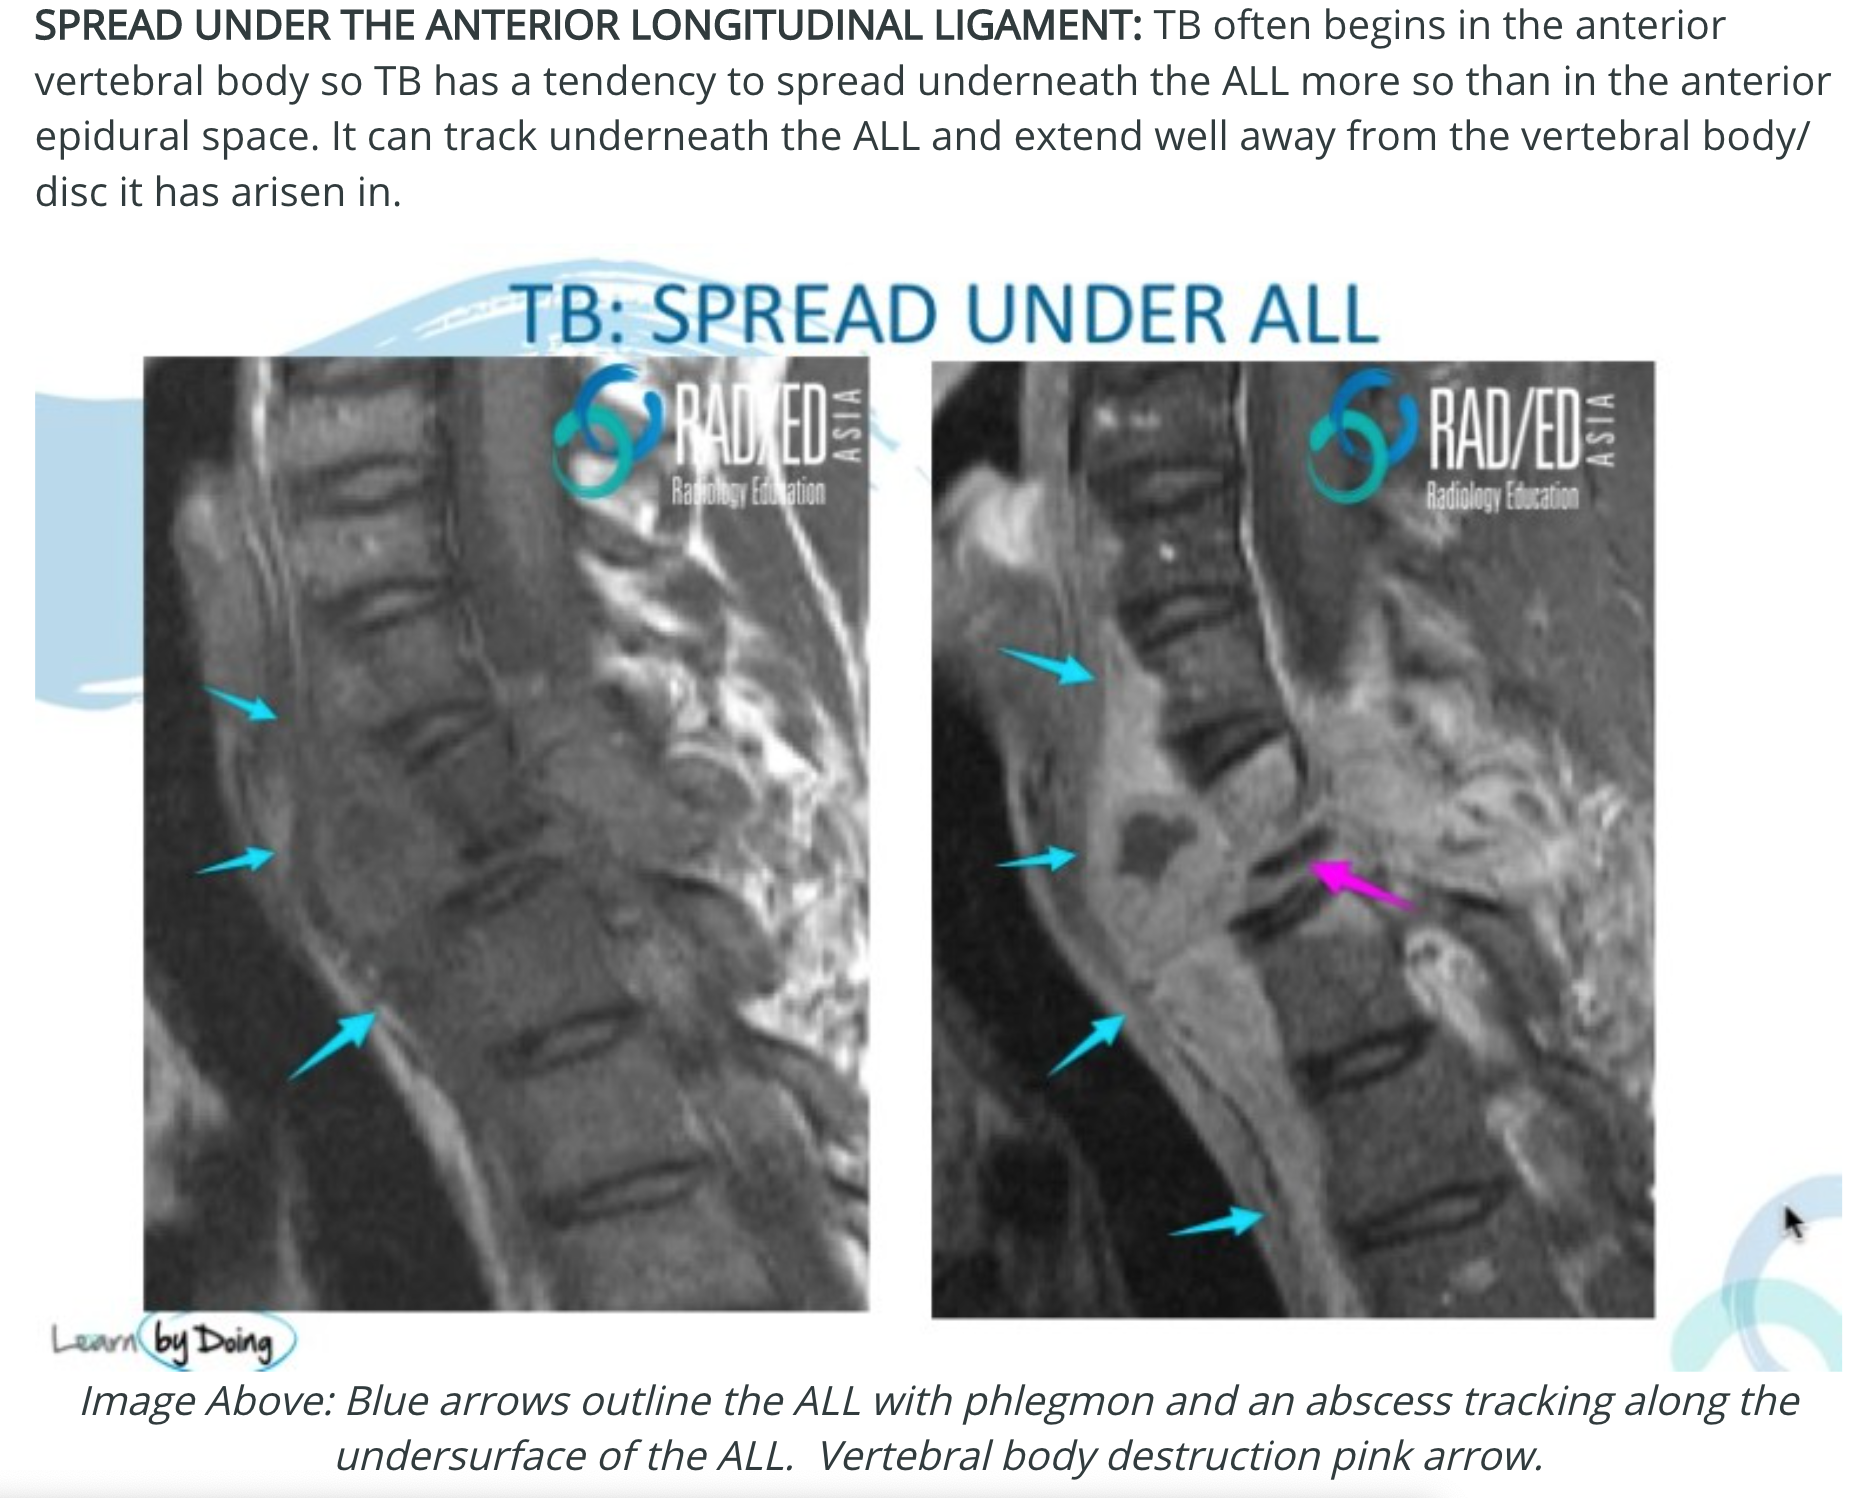 SPREAD UNDER THE ANTERIOR LONGITUDINAL LIGAMENT: TB often begins in the anterior
vertebral body so TB has a tendency to spread underneath the ALL more so than in the anterior
epidural space. It can track underneath the ALL and extend well away from the vertebral body/
disc it has arisen in.
TB: SPREAD UNDER ALL
RAD/ED ASIA
Radiology Education
RAD/ED ASIA
Radiology Education
Learn by Doing
Image Above: Blue arrows outline the ALL with phlegmon and an abscess tracking along the
undersurface of the ALL.  Vertebral body destruction pink arrow.